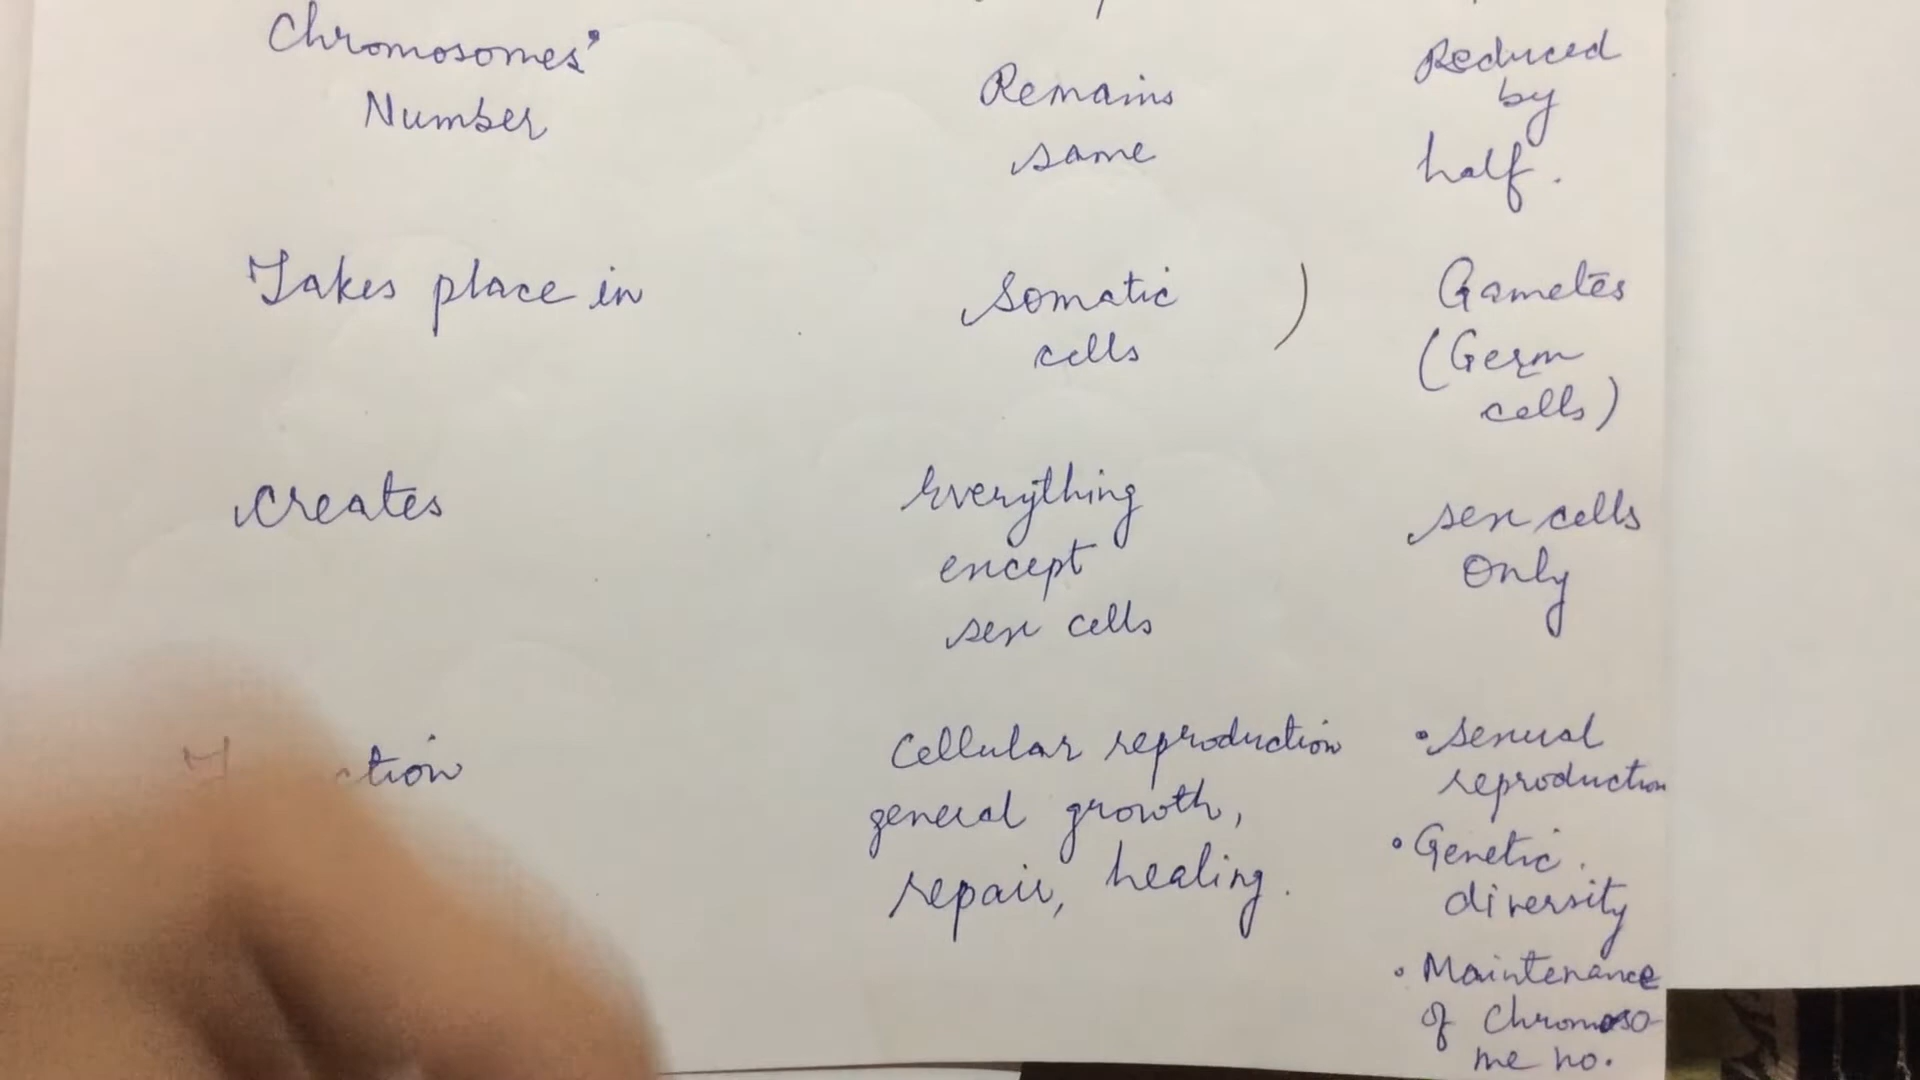 Chromosomes'
Number
Remains
same
Reduced
by
half.
Takes place in
Somatic
cells
)
Gametes
(Germ
cells)
creates
Everything
except
sex cells
sex cells
Only
Cellular reproduction
general growth,
repair, healing.
• sexual
reproduction
• Genetic
diversity
• Maintenance
of Chromoso-
me no.